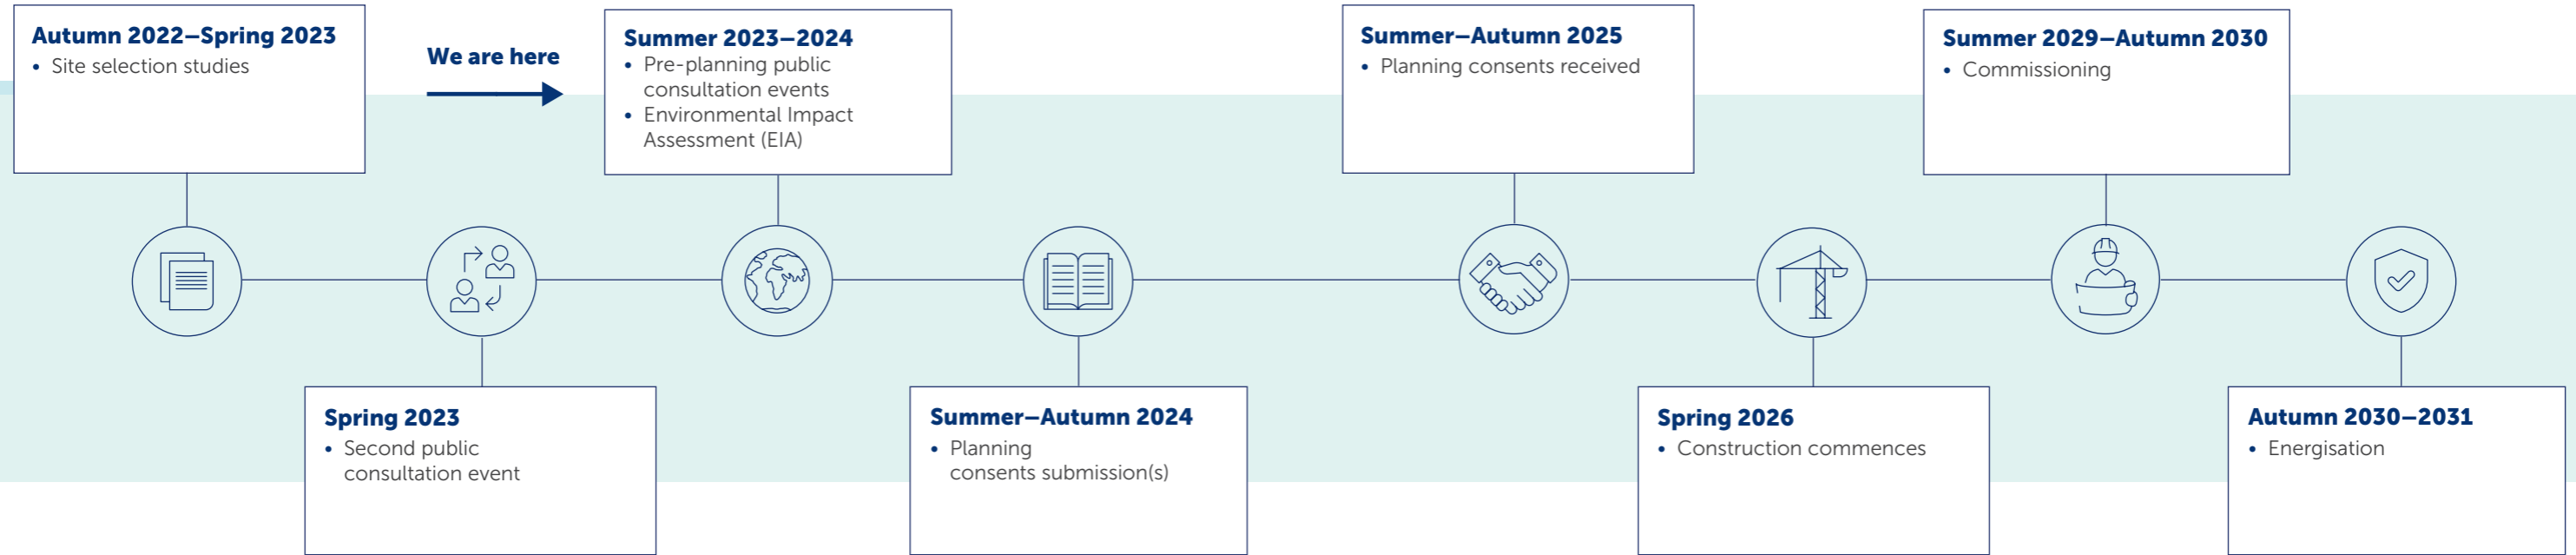 Autumn 2022–Spring 2023
• Site selection studies
We are here
Summer 2023–2024
• Pre-planning public
consultation events
• Environmental Impact
Assessment (EIA)
Summer–Autumn 2025
• Planning consents received
Summer 2029–Autumn 2030
• Commissioning
Spring 2023
• Second public
consultation event
Summer–Autumn 2024
• Planning
consents submission(s)
Spring 2026
• Construction commences
Autumn 2030–2031
• Energisation